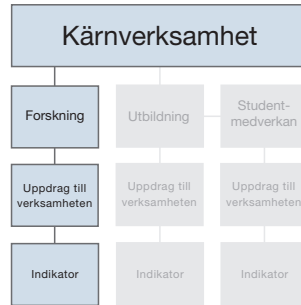 Kärnverksamhet
Forskning
Utbildning
Student-
medverkan
Uppdrag till
verksamheten
Uppdrag till
verksamheten
Uppdrag till
verksamheten
Indikator
Indikator
Indikator